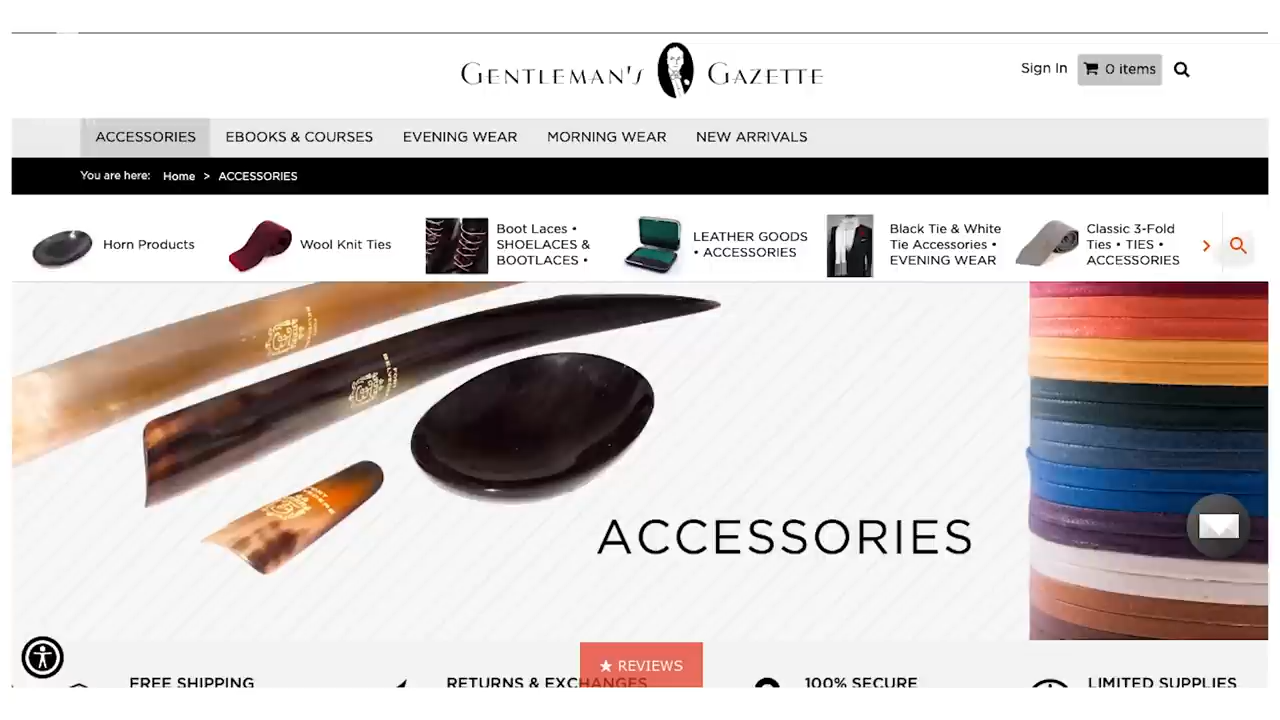 GENTLEMAN'S GAZETTE
Sign In
0 items
ACCESSORIES
EBOOKS & COURSES
EVENING WEAR
MORNING WEAR
NEW ARRIVALS
You are here:
Home > ACCESSORIES
Horn Products
Wool Knit Ties
Boot Laces •
SHOELACES &
BOOTLACES •
LEATHER GOODS
• ACCESSORIES
Black Tie & White
Tie Accessories •
EVENING WEAR
Classic 3-Fold
Ties • TIES •
ACCESSORIES
ACCESSORIES
★ REVIEWS
FREE SHIPPING
RETURNS & EXCHANGES
100% SECURE
LIMITED SUPPLIES